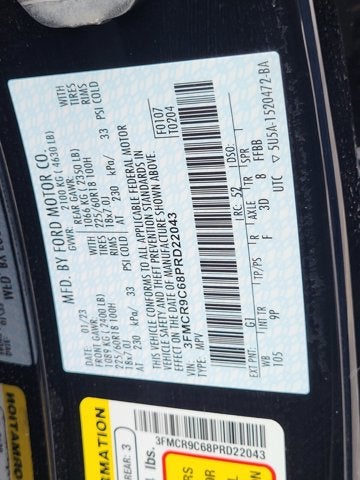 MFD. BY FORD MOTOR CO.
01/23 GVWR: 2100 KG ( 4630 LB)
FRONT GAWR: REAR GAWR: WITH
1089 KG( 2400 LB) 1066 KG( 2350 LB) TIRES
225/60R18 100H 225/60R18 100H RIMS
18x7.0J 18x7.0J
AT 230 kPa/ 33 PSI COLD AT 230 kPa/ 33 PSI COLD
WITH
TIRES
RIMS
THIS VEHICLE CONFORMS TO ALL APPLICABLE FEDERAL MOTOR
VEHICLE SAFETY AND THEFT PREVENTION STANDARDS IN
EFFECT ON THE DATE OF MANUFACTURE SHOWN ABOVE.
VIN: 3FMCR9C68PRD22043
TYPE: MPV
F0107
T0204
EXT PNT: G1 RC: 52 DSO:
WB INT TR TP/PS R AXLE TR SPR
105 9P F 3D 8 FFBB
UTC ▽ 5U5A-1520472-BA
3FMCR9C68PRD22043
REAR: 3
lbs.